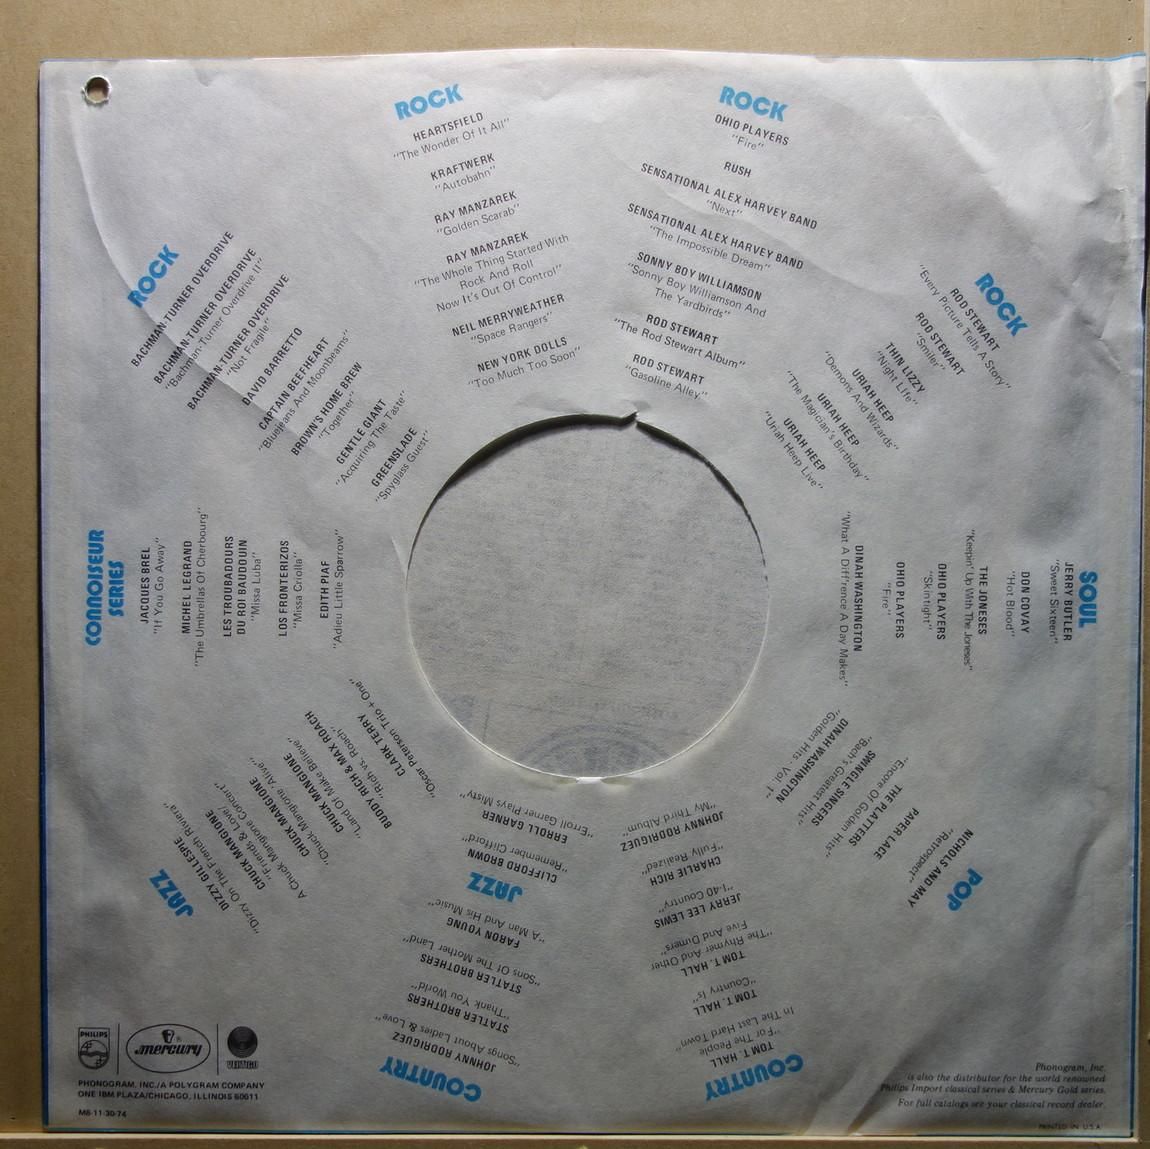 ROCK
BACHMAN-TURNER OVERDRIVE
BACHMAN-TURNER OVERDRIVE
"Bachman-Turner Overdrive II"
BACHMAN-TURNER OVERDRIVE
"Not Fragile"
DAVID BARRETTO
CAPTAIN BEEFHEART
"Bluejeans And Moonbeams"
BROWN'S HOME BREW
"Together"
GENTLE GIANT
"Acquiring The Taste"
GREENSLADE
"Spyglass Guest"
ROCK
HEARTSFIELD
"The Wonder Of It All"
KRAFTWERK
"Autobahn"
RAY MANZAREK
"Golden Scarab"
RAY MANZAREK
"The Whole Thing Started With
Rock And Roll
Now It's Out Of Control"
NEIL MERRYWEATHER
"Space Rangers"
NEW YORK DOLLS
"Too Much Too Soon"
ROCK
OHIO PLAYERS
"Fire"
RUSH
SENSATIONAL ALEX HARVEY BAND
"Next"
SENSATIONAL ALEX HARVEY BAND
"The Impossible Dream"
SONNY BOY WILLIAMSON
"Sonny Boy Williamson And
The Yardbirds"
ROD STEWART
"The Rod Stewart Album"
ROD STEWART
"Gasoline Alley"
ROCK
ROD STEWART
"Every Picture Tells A Story"
ROD STEWART
"Smiler"
THIN LIZZY
"Night Life"
URIAH HEEP
"Demons And Wizards"
URIAH HEEP
"The Magician's Birthday"
URIAH HEEP
"Uriah Heep Live"
SOUL
JERRY BUTLER
"Sweet Sixteen"
DON COVAY
"Hot Blood"
THE JONESES
"Keepin' Up With The Joneses"
OHIO PLAYERS
"Skintight"
OHIO PLAYERS
"Fire"
DINAH WASHINGTON
"What A Diff'rence A Day Makes"
POP
NICHOLS AND MAY
"Retrospect"
PAPER LACE
THE PLATTERS
"Encore Of Golden Hits"
SWINGLE SINGERS
"Bach's Greatest Hits"
DINAH WASHINGTON
"Golden Hits - Vol. 1"
COUNTRY
TOM T. HALL
"For The People
In The Last Hard Town"
TOM T. HALL
"Country Is"
TOM T. HALL
"The Rhymer And Other
Five And Dimers"
JERRY LEE LEWIS
"I-40 Country"
CHARLIE RICH
"Fully Realized"
JOHNNY RODRIGUEZ
"My Third Album"
COUNTRY
JOHNNY RODRIGUEZ
"Songs About Ladies & Love"
STATLER BROTHERS
"Thank You World"
STATLER BROTHERS
"Sons Of The Mother Land"
FARON YOUNG
"A Man And His Music"
JAZZ
CLIFFORD BROWN
"Remember Clifford"
ERROLL GARNER
"Erroll Garner Plays Misty"
JAZZ
DIZZY GILLESPIE
"Dizzy On The French Riviera"
CHUCK MANGIONE
"Friends & Love/
A Chuck Mangione Concert"
CHUCK MANGIONE
"Chuck Mangione Alive"
CHUCK MANGIONE
"Land Of Make Believe"
BUDDY RICH & MAX ROACH
"Rich vs. Roach"
CLARK TERRY
"Oscar Peterson Trio + One"
CONNOISEUR
SERIES
JACQUES BREL
"If You Go Away"
MICHEL LEGRAND
"The Umbrellas Of Cherbourg"
LES TROUBADOURS
DU ROI BAUDOUIN
"Missa Luba"
LOS FRONTERIZOS
"Missa Criolla"
EDITH PIAF
"Adieu Little Sparrow"
PHILIPS
mercury
VERTIGO
PHONOGRAM, INC./A POLYGRAM COMPANY
ONE IBM PLAZA/CHICAGO, ILLINOIS 60611
M8-11-30-74
Phonogram, Inc.
is also the distributor for the world renowned
Philips Import classical series & Mercury Gold series.
For full catalogs see your classical record dealer.
PRINTED IN U.S.A.